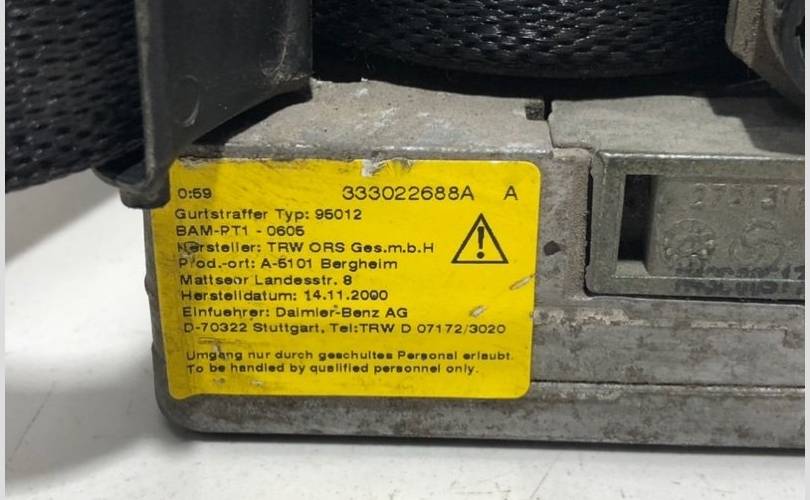 0:59 333022688A A
Gurtstraffer Typ: 95012
BAM-PT1 - 0605
Hersteller: TRW ORS Ges.m.b.H
Prod.-ort: A-5101 Bergheim
Mattseer Landesstr. 8
Herstelldatum: 14.11.2000
Einfuehrer: Daimler-Benz AG
D-70322 Stuttgart, Tel:TRW D 07172/3020
Umgang nur durch geschultes Personal erlaubt.
To be handled by qualified personnel only.